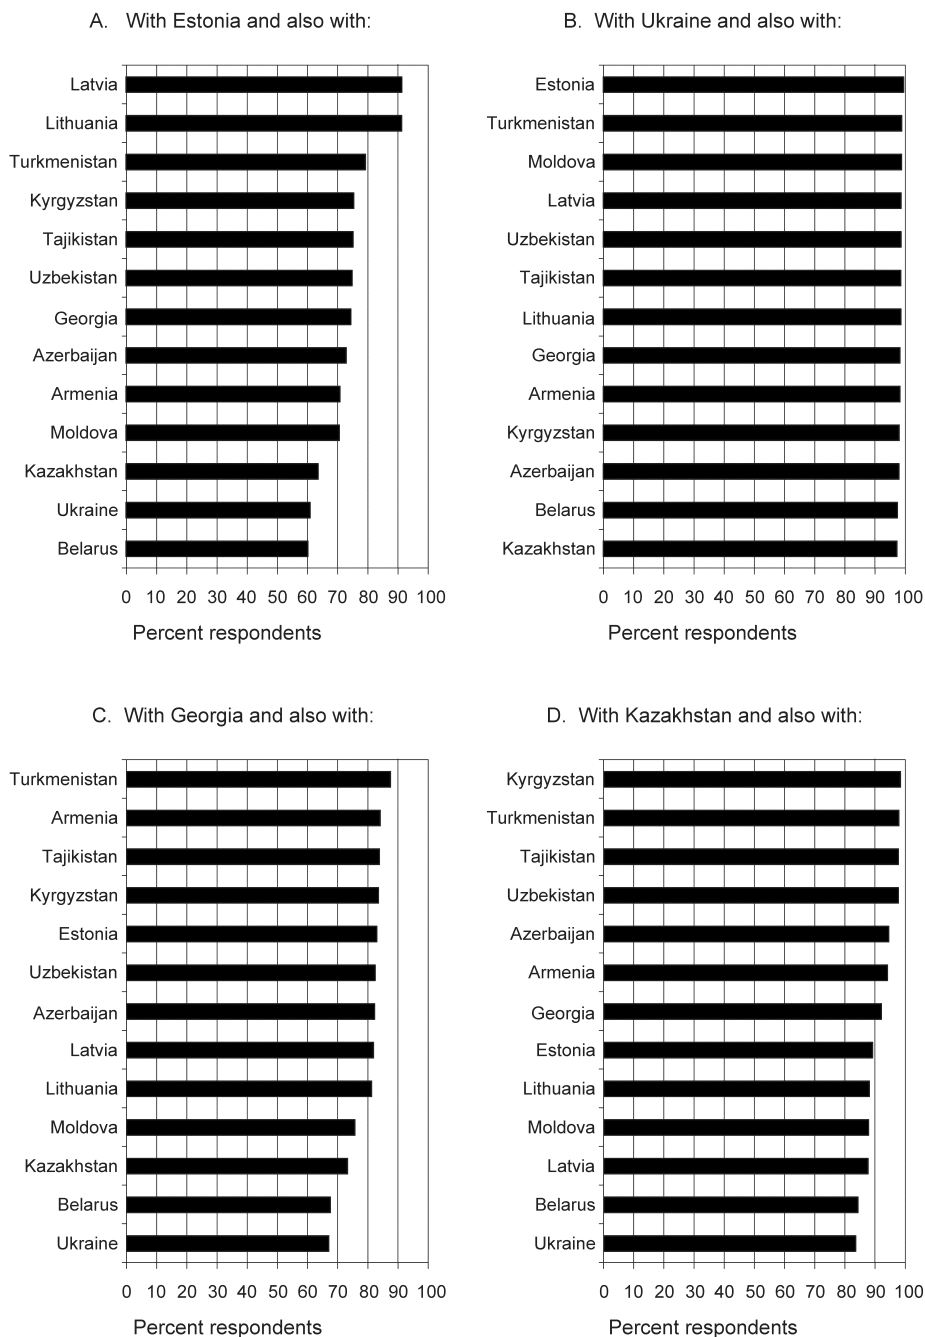 A. With Estonia and also with:
Latvia
Lithuania
Turkmenistan
Kyrgyzstan
Tajikistan
Uzbekistan
Georgia
Azerbaijan
Armenia
Moldova
Kazakhstan
Ukraine
Belarus
0 10 20 30 40 50 60 70 80 90 100
Percent respondents
B. With Ukraine and also with:
Estonia
Turkmenistan
Moldova
Latvia
Uzbekistan
Tajikistan
Lithuania
Georgia
Armenia
Kyrgyzstan
Azerbaijan
Belarus
Kazakhstan
0 10 20 30 40 50 60 70 80 90 100
Percent respondents
C. With Georgia and also with:
Turkmenistan
Armenia
Tajikistan
Kyrgyzstan
Estonia
Uzbekistan
Azerbaijan
Latvia
Lithuania
Moldova
Kazakhstan
Belarus
Ukraine
0 10 20 30 40 50 60 70 80 90 100
Percent respondents
D. With Kazakhstan and also with:
Kyrgyzstan
Turkmenistan
Tajikistan
Uzbekistan
Azerbaijan
Armenia
Georgia
Estonia
Lithuania
Moldova
Latvia
Belarus
Ukraine
0 10 20 30 40 50 60 70 80 90 100
Percent respondents